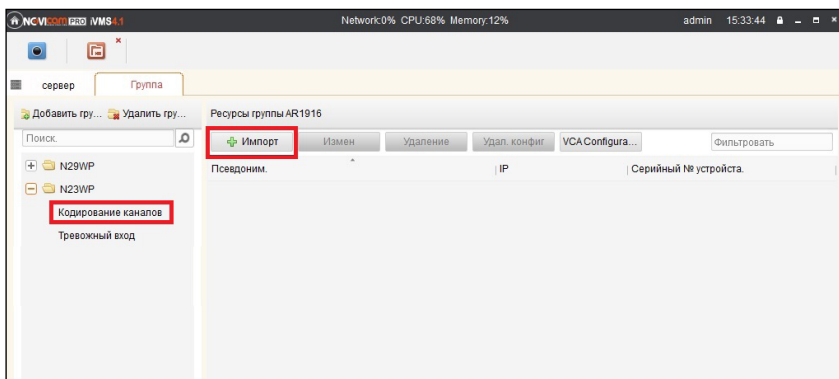 NOVIcom PRO iVMS4.1 Network:0% CPU:68% Memory:12% admin 15:33:44
сервер Группа
Добавить гру... Удалить гру... Ресурсы группы AR1916
Поиск. Импорт Измен Удаление Удал. конфиг VCA Configura... Фильтровать
N29WP Псевдоним. IP Серийный № устройства.
N23WP
Кодирование каналов
Тревожный вход